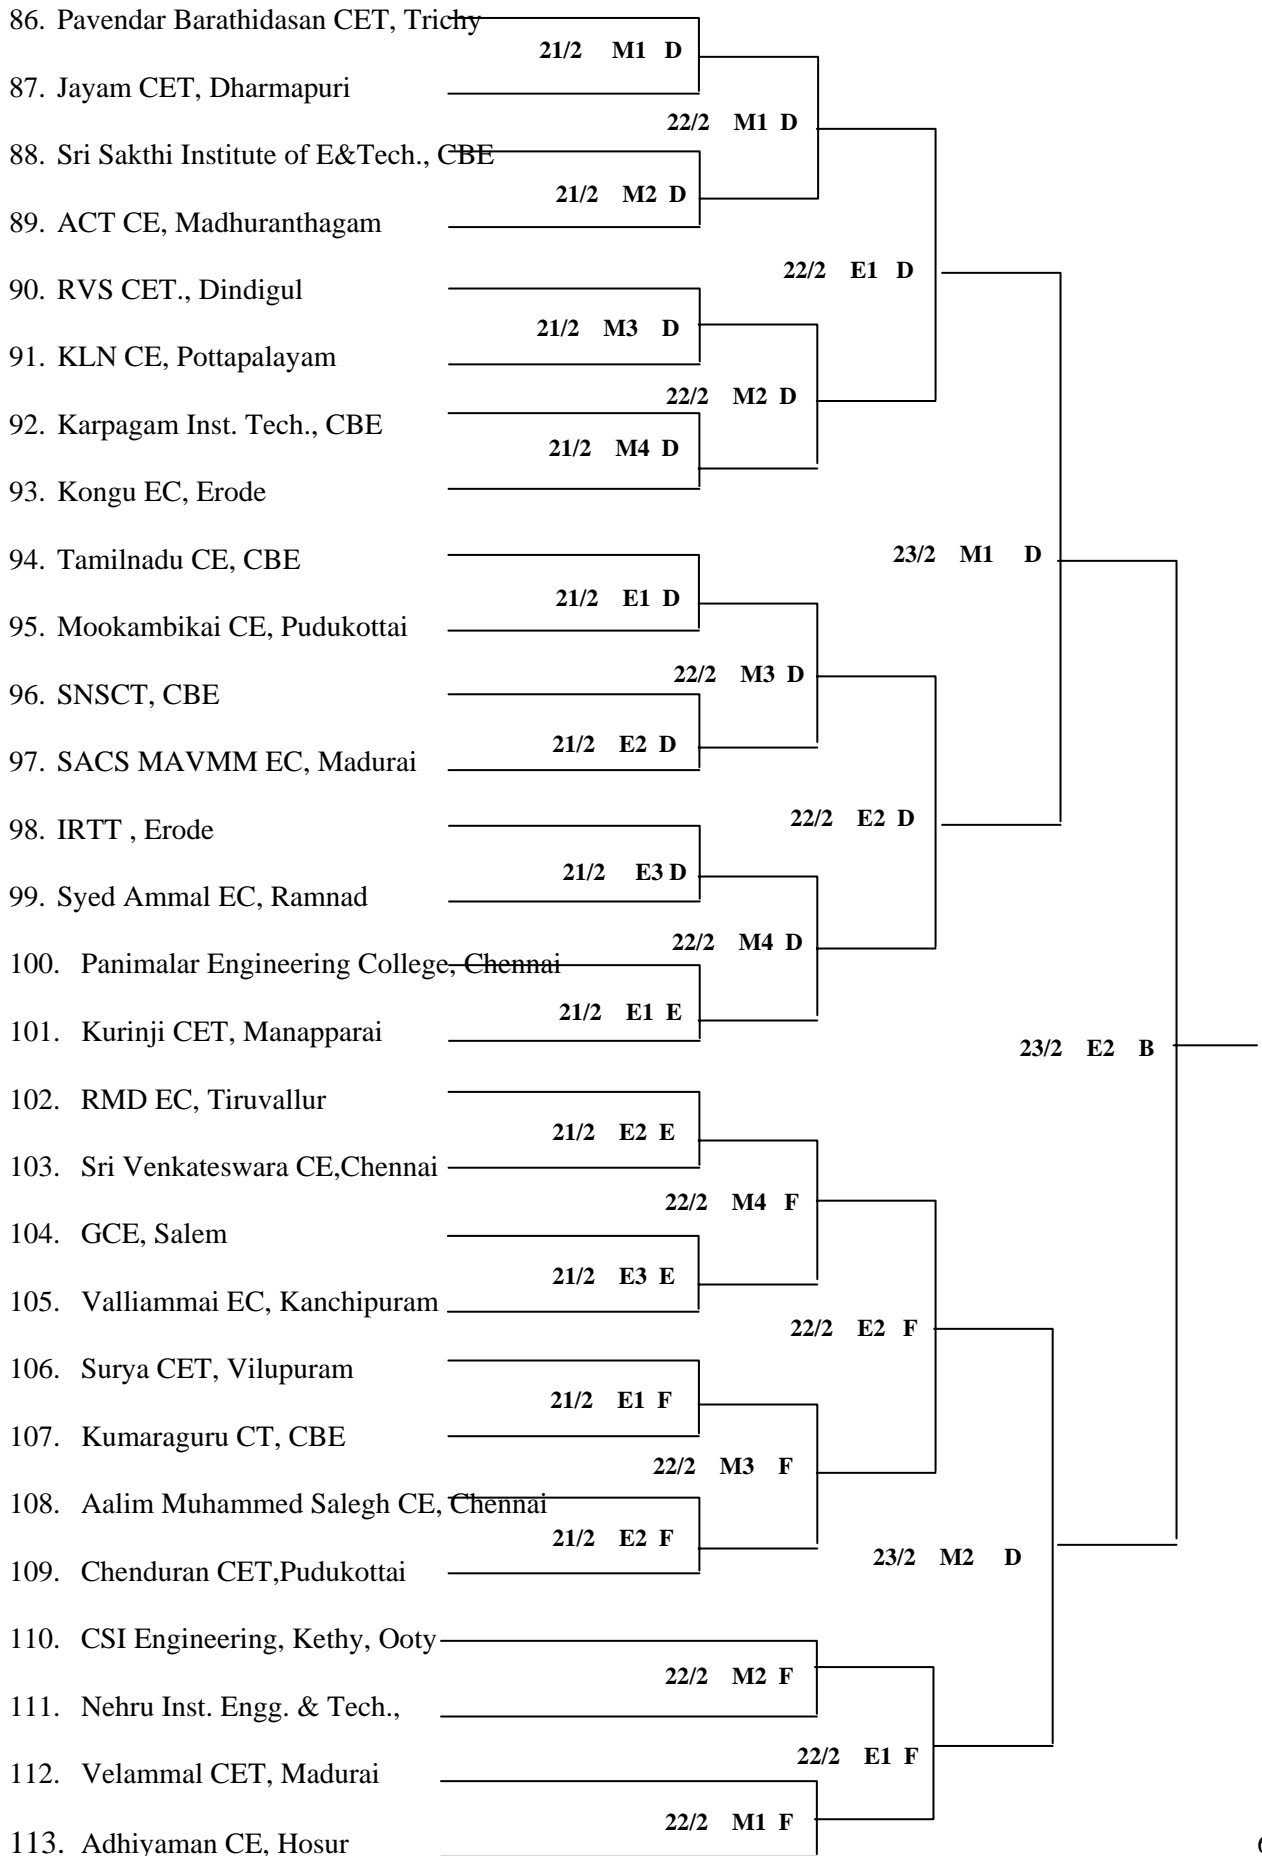 86. Pavendar Barathidasan CET, Trichy
21/2 M1 D
87. Jayam CET, Dharmapuri
22/2 M1 D
88. Sri Sakthi Institute of E&Tech., CBE
21/2 M2 D
89. ACT CE, Madhuranthagam
22/2 E1 D
90. RVS CET., Dindigul
21/2 M3 D
91. KLN CE, Pottapalayam
22/2 M2 D
92. Karpagam Inst. Tech., CBE
21/2 M4 D
93. Kongu EC, Erode
23/2 M1 D
94. Tamilnadu CE, CBE
21/2 E1 D
95. Mookambikai CE, Pudukottai
22/2 M3 D
96. SNSCT, CBE
21/2 E2 D
97. SACS MAVMM EC, Madurai
22/2 E2 D
98. IRTT , Erode
21/2 E3 D
99. Syed Ammal EC, Ramnad
22/2 M4 D
100. Panimalar Engineering College, Chennai
21/2 E1 E
101. Kurinji CET, Manapparai
23/2 E2 B
102. RMD EC, Tiruvallur
21/2 E2 E
103. Sri Venkateswara CE,Chennai
22/2 M4 F
104. GCE, Salem
21/2 E3 E
105. Valliammai EC, Kanchipuram
22/2 E2 F
106. Surya CET, Vilupuram
21/2 E1 F
107. Kumaraguru CT, CBE
22/2 M3 F
108. Aalim Muhammed Salegh CE, Chennai
21/2 E2 F
109. Chenduran CET,Pudukottai
23/2 M2 D
110. CSI Engineering, Kethy, Ooty
22/2 M2 F
111. Nehru Inst. Engg. & Tech.,
22/2 E1 F
112. Velammal CET, Madurai
22/2 M1 F
113. Adhiyaman CE, Hosur